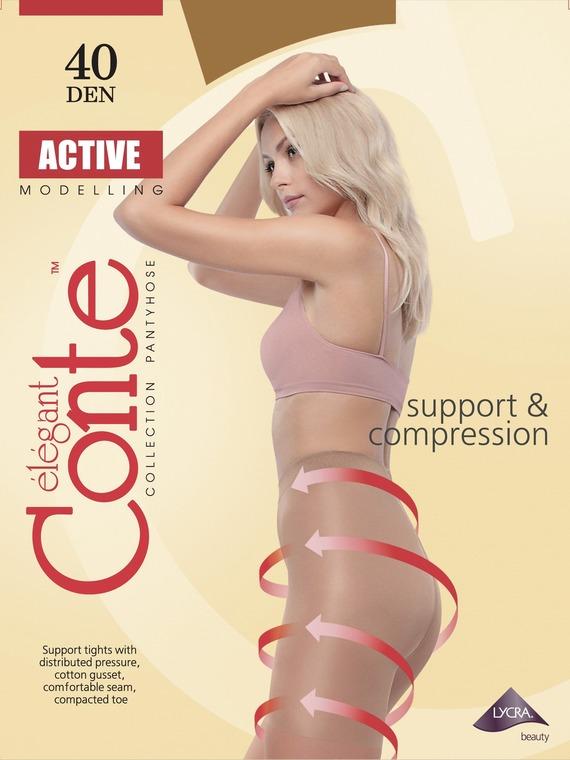 40
DEN
ACTIVE
MODELLING
élégant
Conte™
COLLECTION PANTYHOSE
support &
compression
Support tights with
distributed pressure,
cotton gusset,
comfortable seam,
compacted toe
LYCRA®
beauty